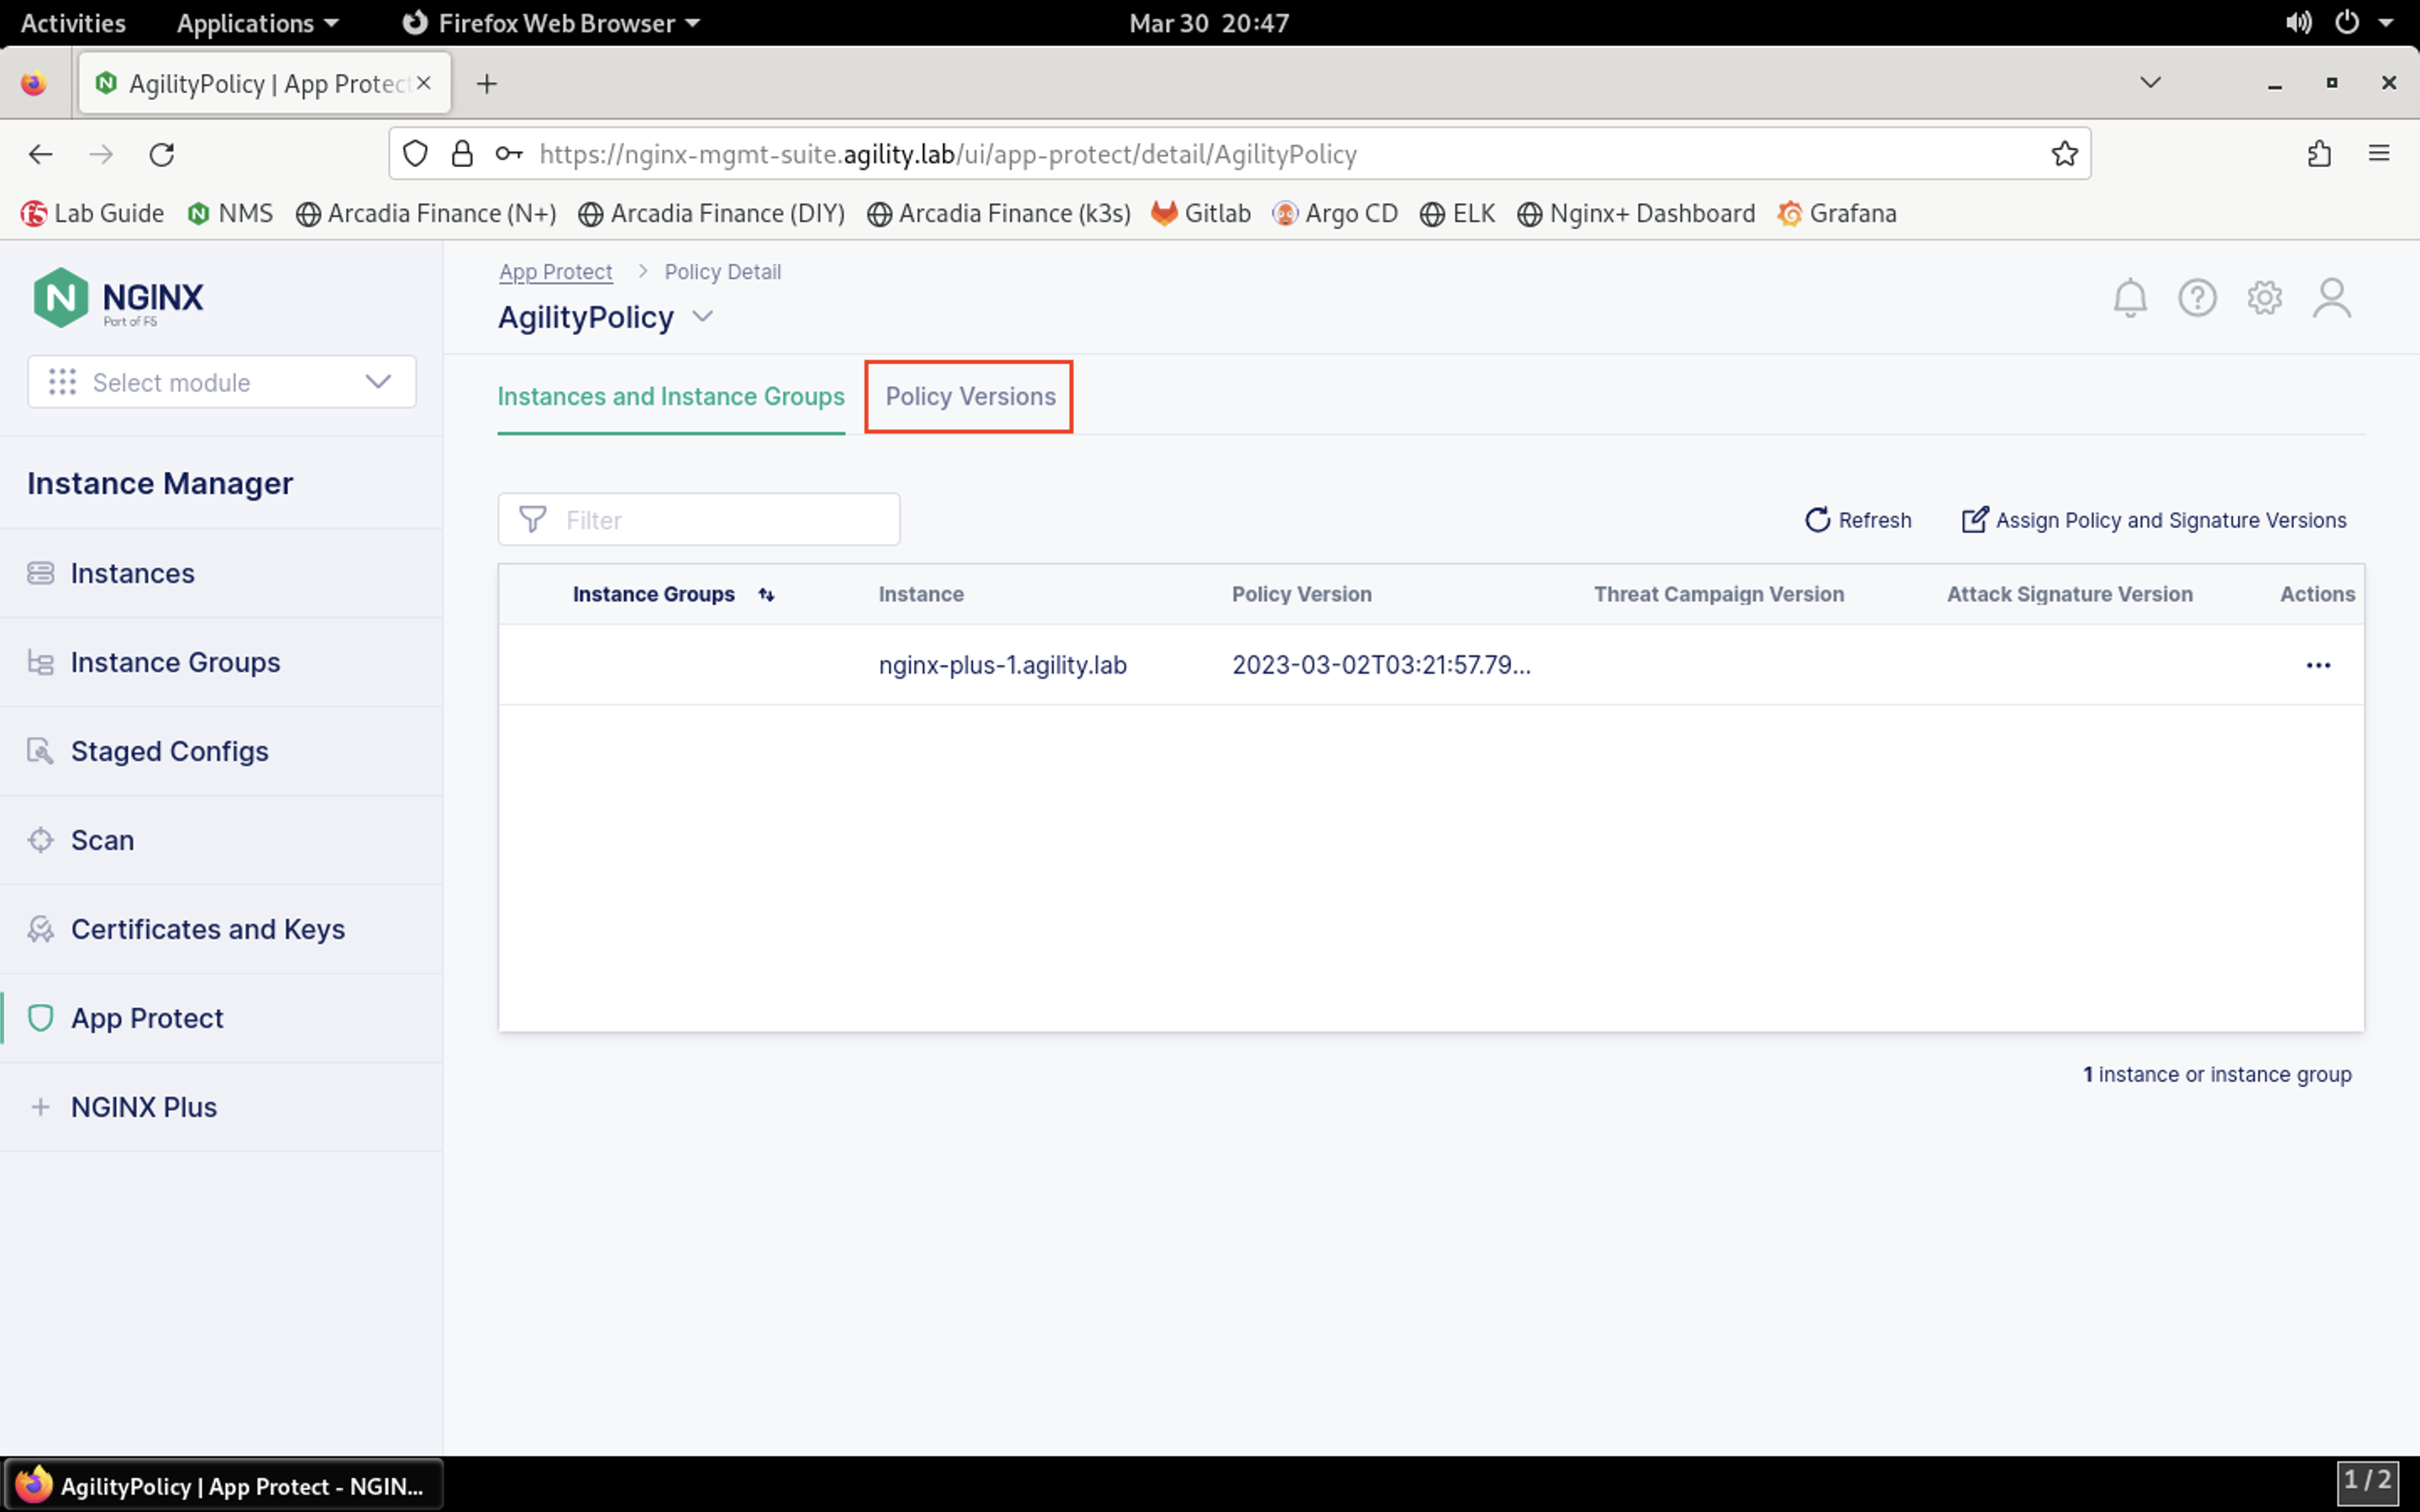 Activities Applications Firefox Web Browser Mar 30 20:47
AgilityPolicy | App Protec
https://nginx-mgmt-suite.agility.lab/ui/app-protect/detail/AgilityPolicy
Lab Guide NMS Arcadia Finance (N+) Arcadia Finance (DIY) Arcadia Finance (k3s) Gitlab Argo CD ELK Nginx+ Dashboard Grafana
NGINX
Part of F5
Select module
Instance Manager
Instances
Instance Groups
Staged Configs
Scan
Certificates and Keys
App Protect
NGINX Plus
App Protect > Policy Detail
AgilityPolicy
Instances and Instance Groups Policy Versions
Filter Refresh Assign Policy and Signature Versions
Instance Groups Instance Policy Version Threat Campaign Version Attack Signature Version Actions
nginx-plus-1.agility.lab 2023-03-02T03:21:57.79... ...
1 instance or instance group
AgilityPolicy | App Protect - NGIN... 1 / 2